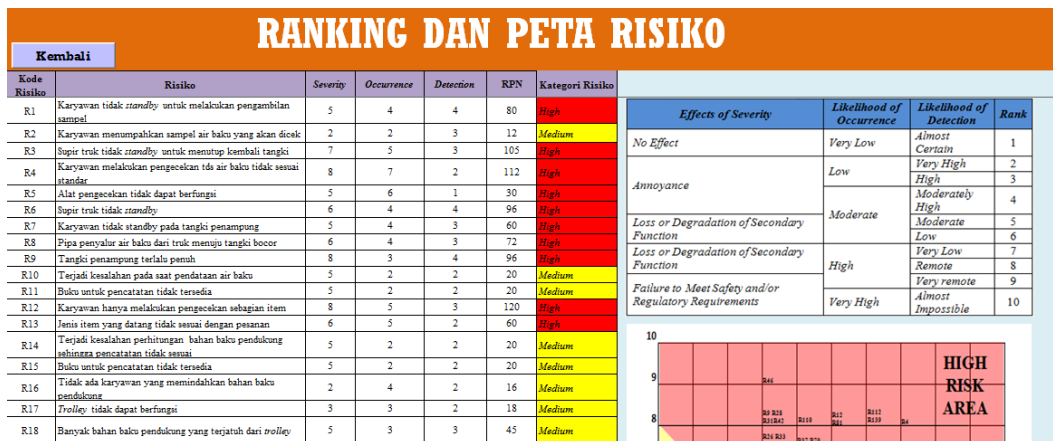 RANKING DAN PETA RISIKO
Kembali
Kode Risiko Risiko Severity Occurrence Detection RPN Kategori Risiko
R1 Karyawan tidak standby untuk melakukan pengambilan sampel 5 4 4 80 High
R2 Karyawan menumpahkan sampel air baku yang akan dicek 2 2 3 12 Medium
R3 Supir truk tidak standby untuk menutup kembali tangki 7 5 3 105 High
R4 Karyawan melakukan pengecekan tds air baku tidak sesuai standar 8 7 2 112 High
R5 Alat pengecekan tidak dapat berfungsi 5 6 1 30 High
R6 Supir truk tidak standby 6 4 4 96 High
R7 Karyawan tidak standby pada tangki penampung 5 4 3 60 High
R8 Pipa penyalur air baku dari truk menuju tangki bocor 6 4 3 72 High
R9 Tangki penampung terlalu penuh 8 3 4 96 High
R10 Terjadi kesalahan pada saat pendataan air baku 5 2 2 20 Medium
R11 Buku untuk pencatatan tidak tersedia 5 2 2 20 Medium
R12 Karyawan hanya melakukan pengecekan sebagian item 8 5 3 120 High
R13 Jenis item yang datang tidak sesuai dengan pesanan 6 5 2 60 High
R14 Terjadi kesalahan perhitungan bahan baku pendukung sehingga pencatatan tidak sesuai 5 2 2 20 Medium
R15 Buku untuk pencatatan tidak tersedia 5 2 2 20 Medium
R16 Tidak ada karyawan yang memindahkan bahan baku pendukung 2 4 2 16 Medium
R17 Trolley tidak dapat berfungsi 3 3 2 18 Medium
R18 Banyak bahan baku pendukung yang terjatuh dari trolley 5 3 3 45 Medium
Effects of Severity Likelihood of Occurrence Likelihood of Detection Rank
No Effect Very Low Almost Certain 1
Annoyance Low Very High 2
High 3
Moderate Moderately High 4
Loss or Degradation of Secondary Function Moderate 5
Low 6
Loss or Degradation of Secondary Function High Very Low 7
Remote 8
Failure to Meet Safety and/or Regulatory Requirements Very remote 9
Very High Almost Impossible 10
10
HIGH
RISK
AREA
9
R46
8
R9 R28
R31R42
R118
R12
R81
R112
R119
R4
R26 R33